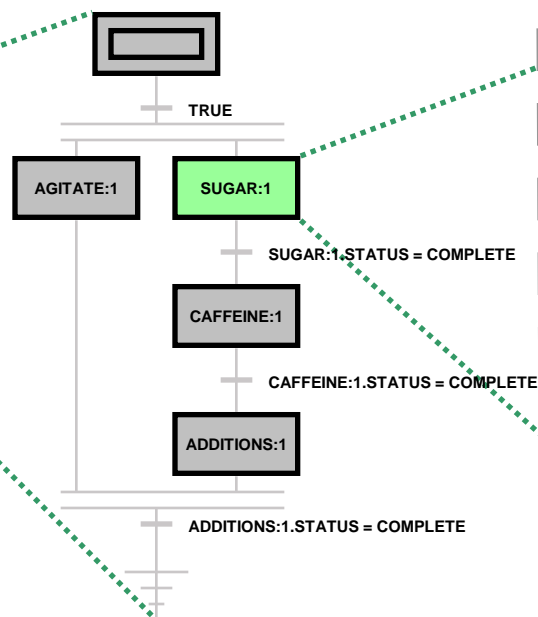 TRUE
AGITATE:1
SUGAR:1
SUGAR:1.STATUS = COMPLETE
CAFFEINE:1
CAFFEINE:1.STATUS = COMPLETE
ADDITIONS:1
ADDITIONS:1.STATUS = COMPLETE